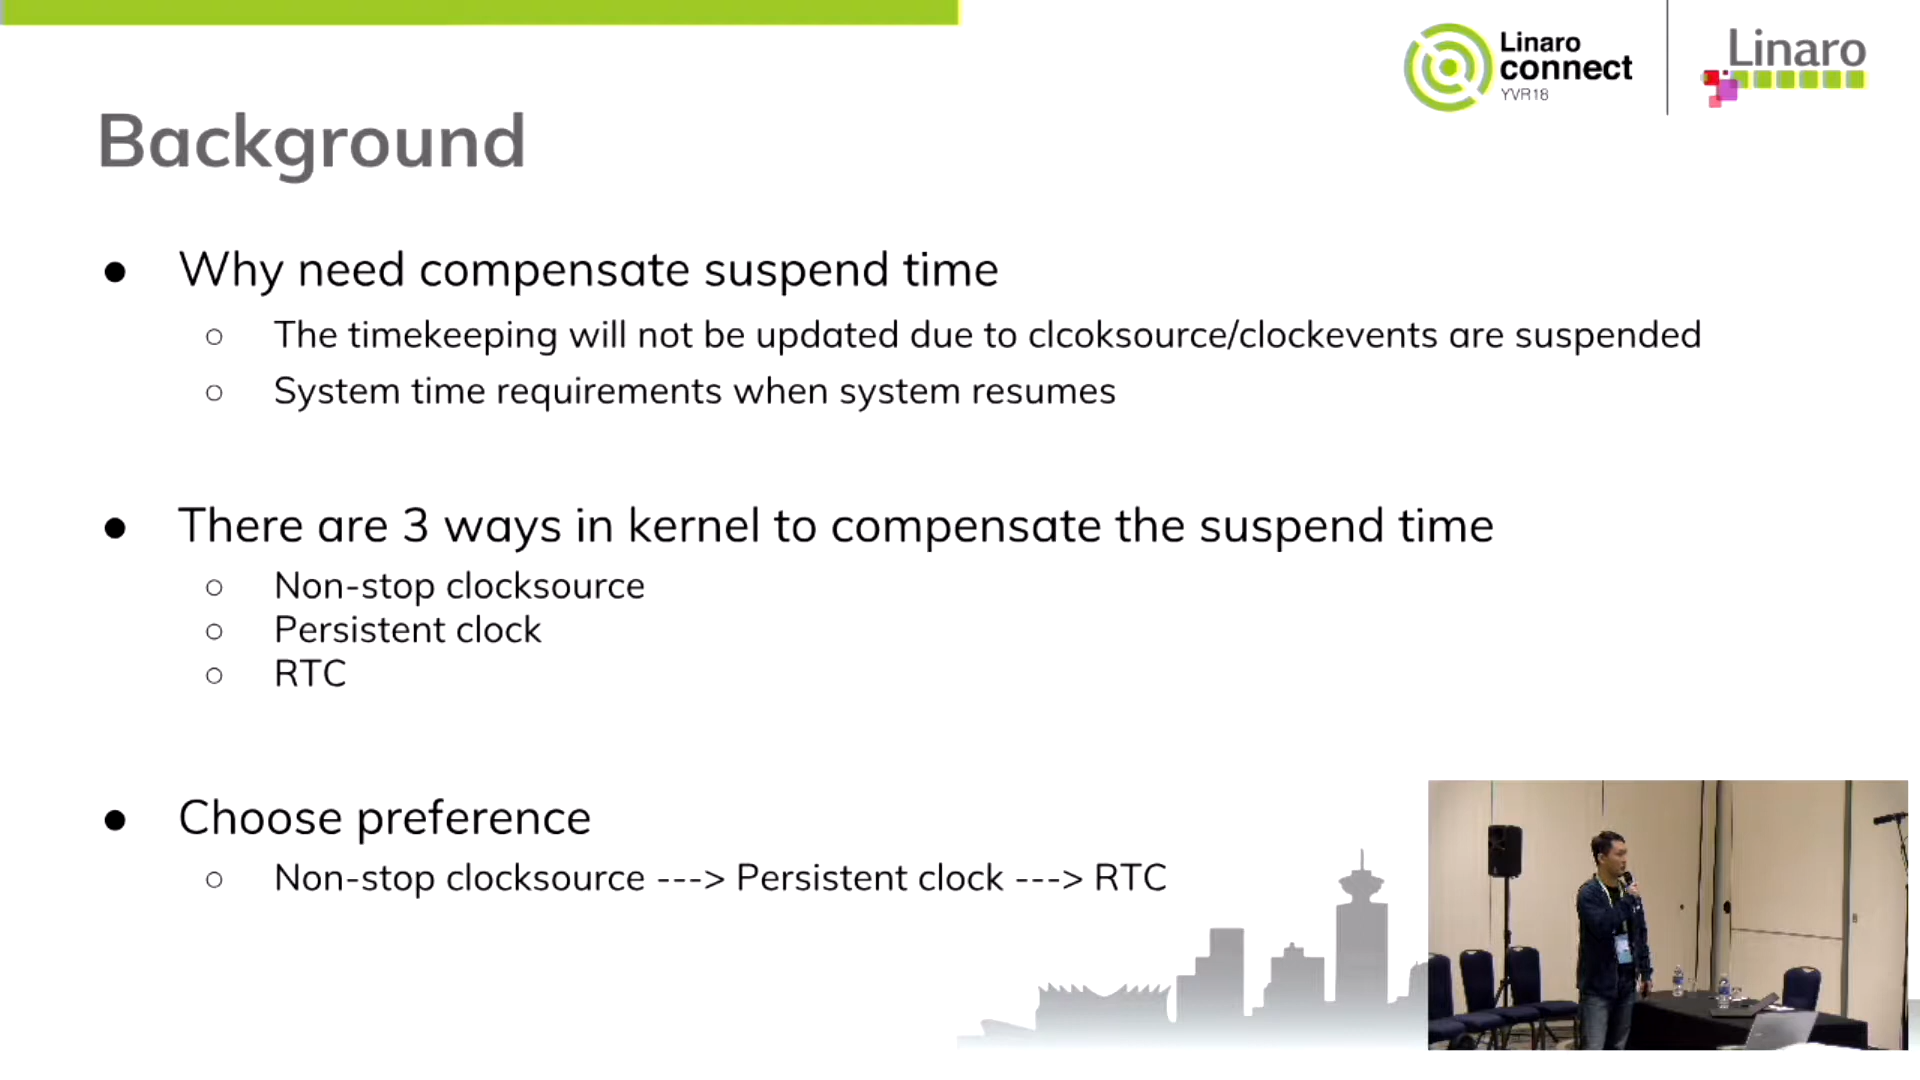 Linaro
connect
YVR18
Linaro
Background
● Why need compensate suspend time
○ The timekeeping will not be updated due to clcoksource/clockevents are suspended
○ System time requirements when system resumes
● There are 3 ways in kernel to compensate the suspend time
○ Non-stop clocksource
○ Persistent clock
○ RTC
● Choose preference
○ Non-stop clocksource ---> Persistent clock ---> RTC